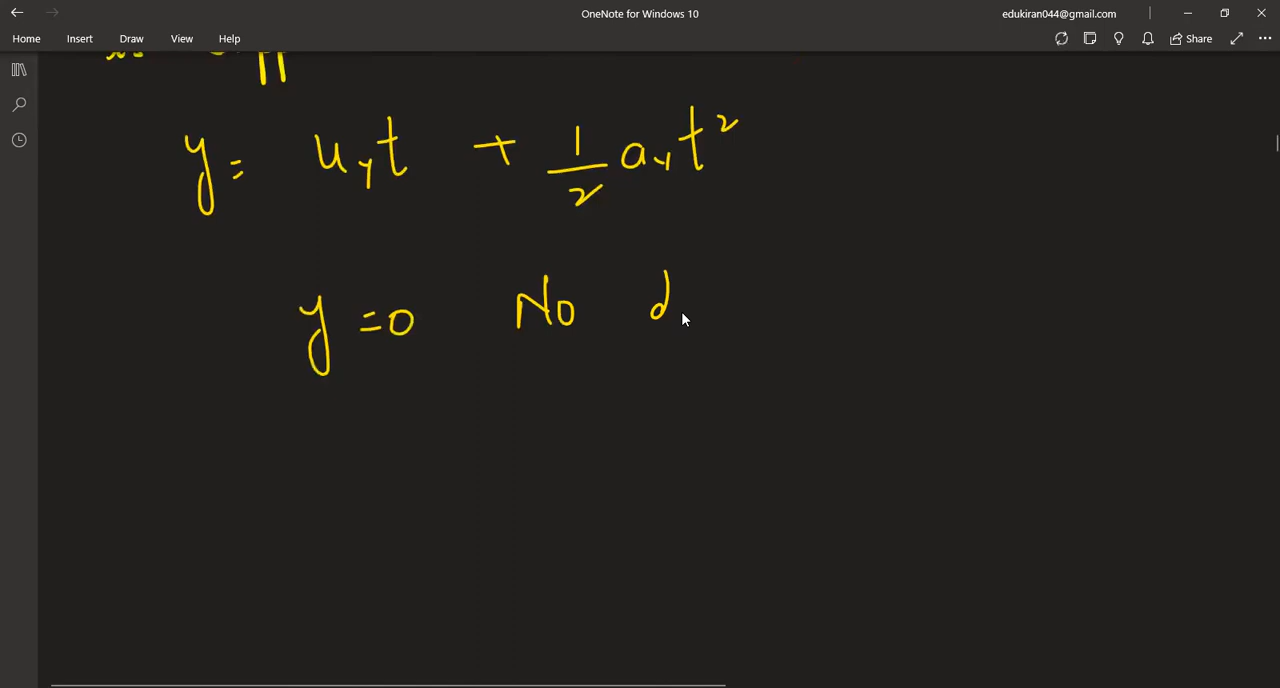 OneNote for Windows 10
edukiran044@gmail.com
Home Insert Draw View Help
Share
y = u_y t + 1/2 a_y t²
y = 0 No d